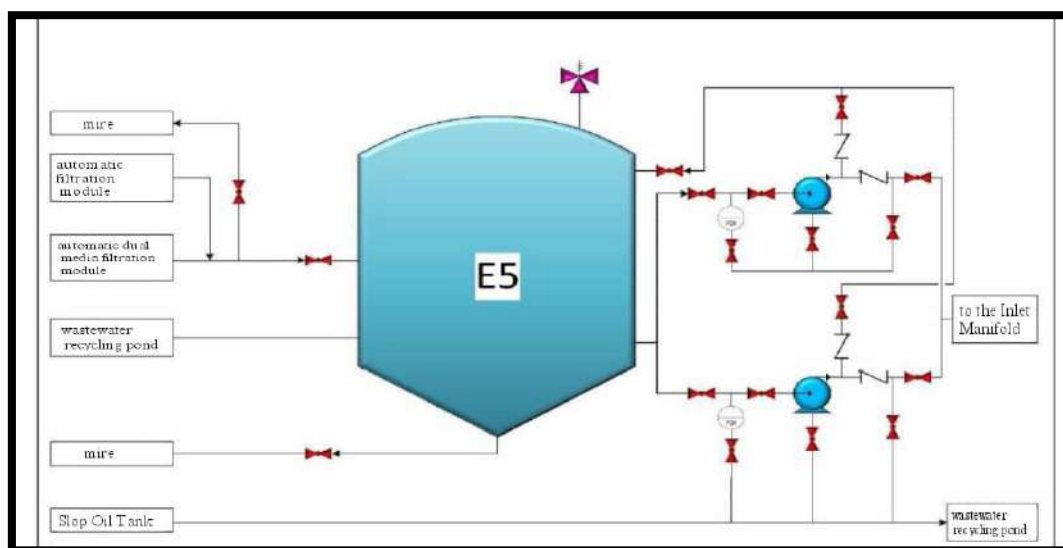 mire
automatic
filtration
module
automatic dual
media filtration
module
wastewater
recycling pond
mire
Slop Oil Tank
E5
to the Inlet
Manifold
wastewater
recycling pond